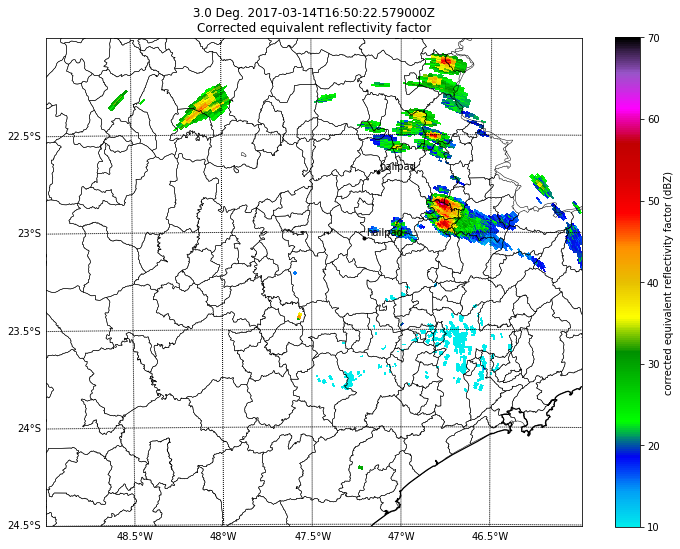 3.0 Deg. 2017-03-14T16:50:22.579000Z
Corrected equivalent reflectivity factor
22.5°S
23°S
23.5°S
24°S
24.5°S
48.5°W
48°W
47.5°W
47°W
46.5°W
hailpad
hailpad
70
60
50
40
30
20
10
corrected equivalent reflectivity factor (dBZ)